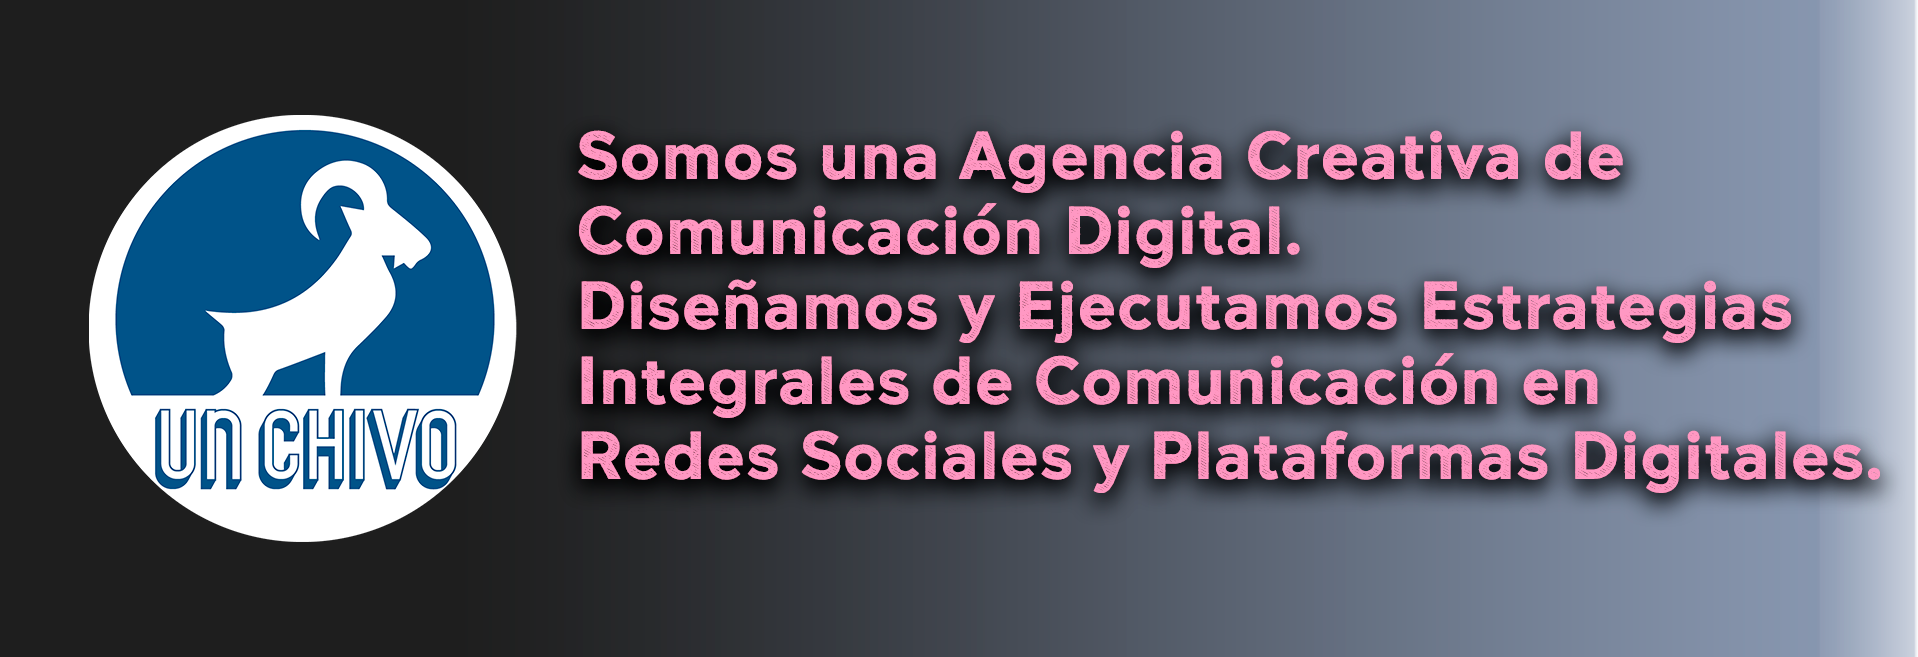 UN CHIVO
Somos una Agencia Creativa de
Comunicación Digital.
Diseñamos y Ejecutamos Estrategias
Integrales de Comunicación en
Redes Sociales y Plataformas Digitales.